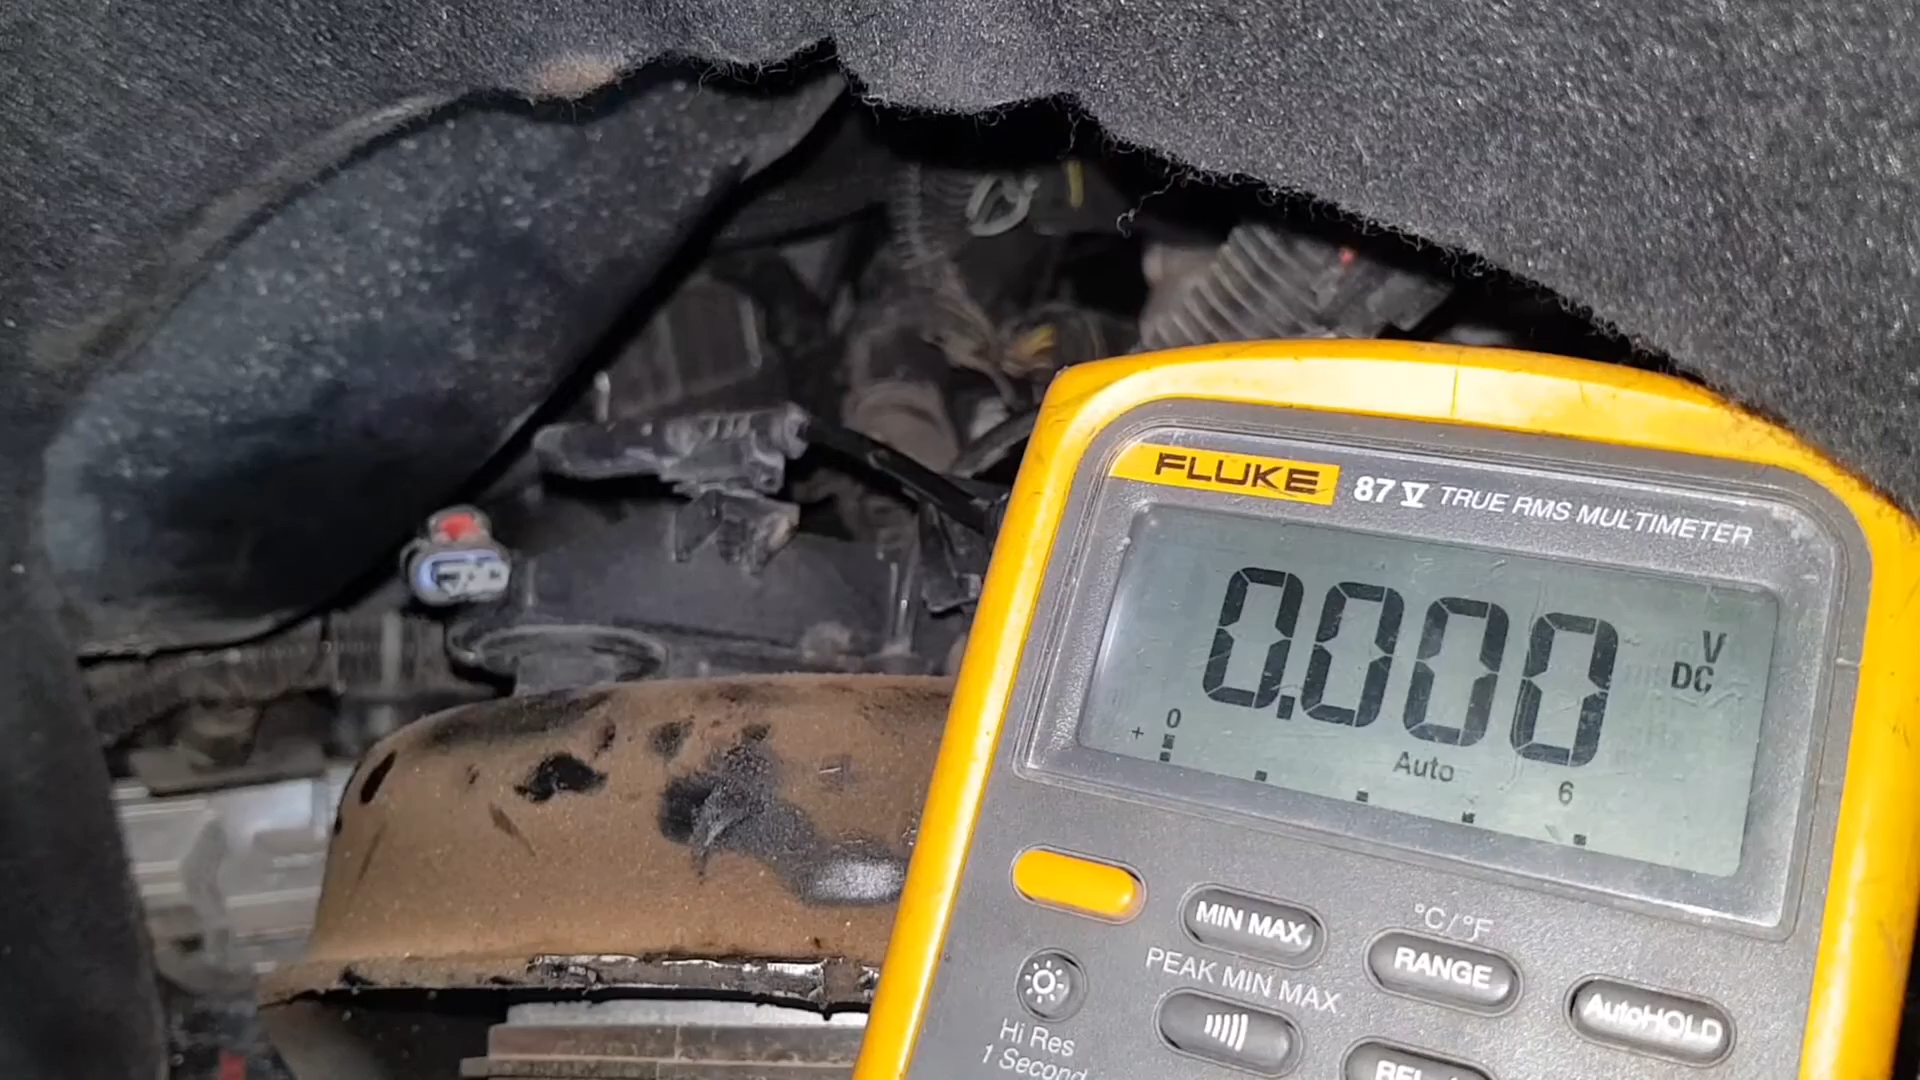 FLUKE 87 V TRUE RMS MULTIMETER
0.000 V DC
+ 0 Auto 6
MIN MAX
°C/°F
RANGE
AutoHOLD
PEAK MIN MAX
Hi Res
1 Second